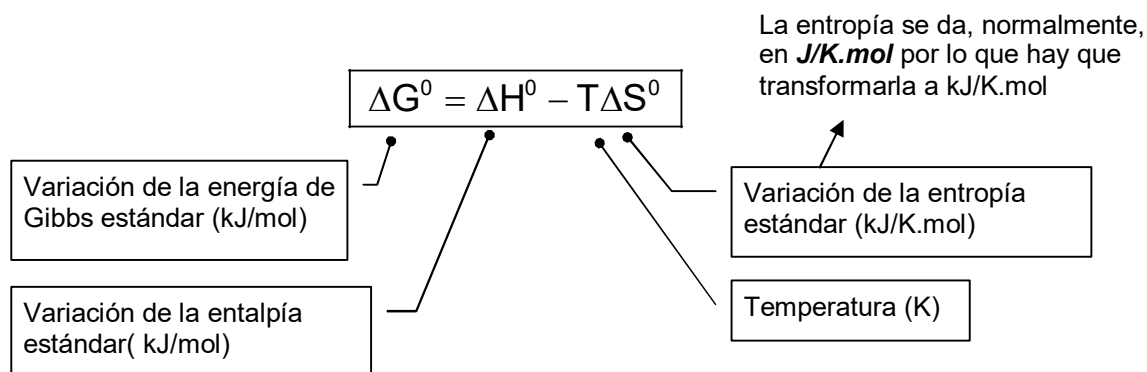 La entropía se da, normalmente,
en J/K.mol por lo que hay que
transformarla a kJ/K.mol
ΔG⁰ = ΔH⁰ − TΔS⁰
Variación de la energía de
Gibbs estándar (kJ/mol)
Variación de la entropía
estándar (kJ/K.mol)
Variación de la entalpía
estándar( kJ/mol)
Temperatura (K)